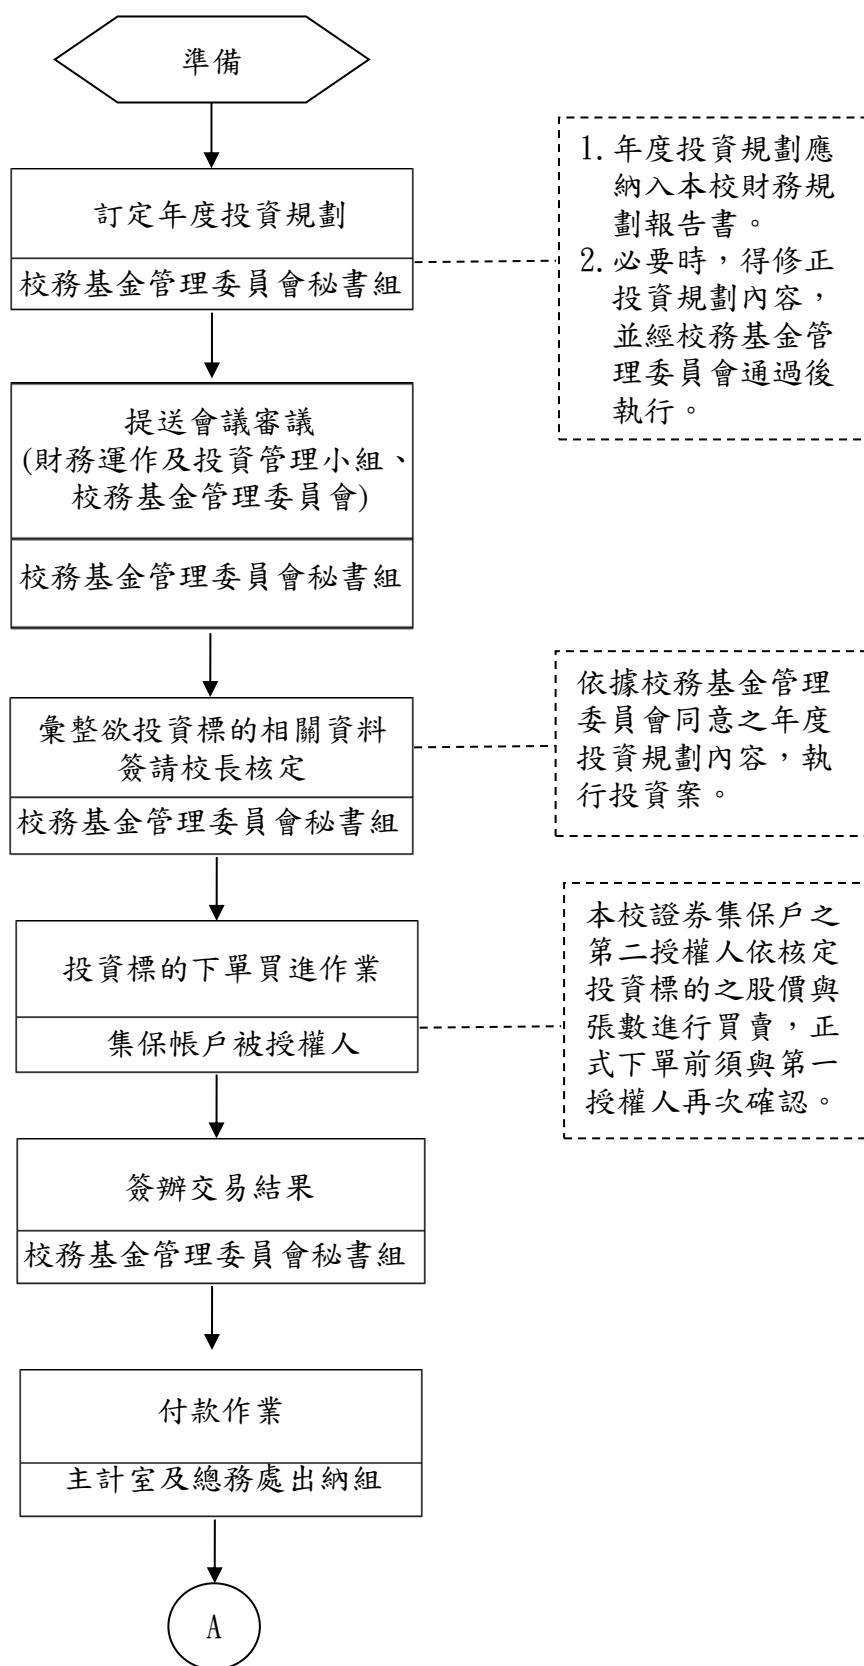 準備
訂定年度投資規劃
校務基金管理委員會秘書組
1. 年度投資規劃應
納入本校財務規
劃報告書。
2. 必要時，得修正
投資規劃內容，
並經校務基金管
理委員會通過後
執行。
提送會議審議
(財務運作及投資管理小組、
校務基金管理委員會)
校務基金管理委員會秘書組
彙整欲投資標的相關資料
簽請校長核定
校務基金管理委員會秘書組
依據校務基金管理
委員會同意之年度
投資規劃內容，執
行投資案。
投資標的下單買進作業
集保帳戶被授權人
本校證券集保戶之
第二授權人依核定
投資標的之股價與
張數進行買賣，正
式下單前須與第一
授權人再次確認。
簽辦交易結果
校務基金管理委員會秘書組
付款作業
主計室及總務處出納組
A